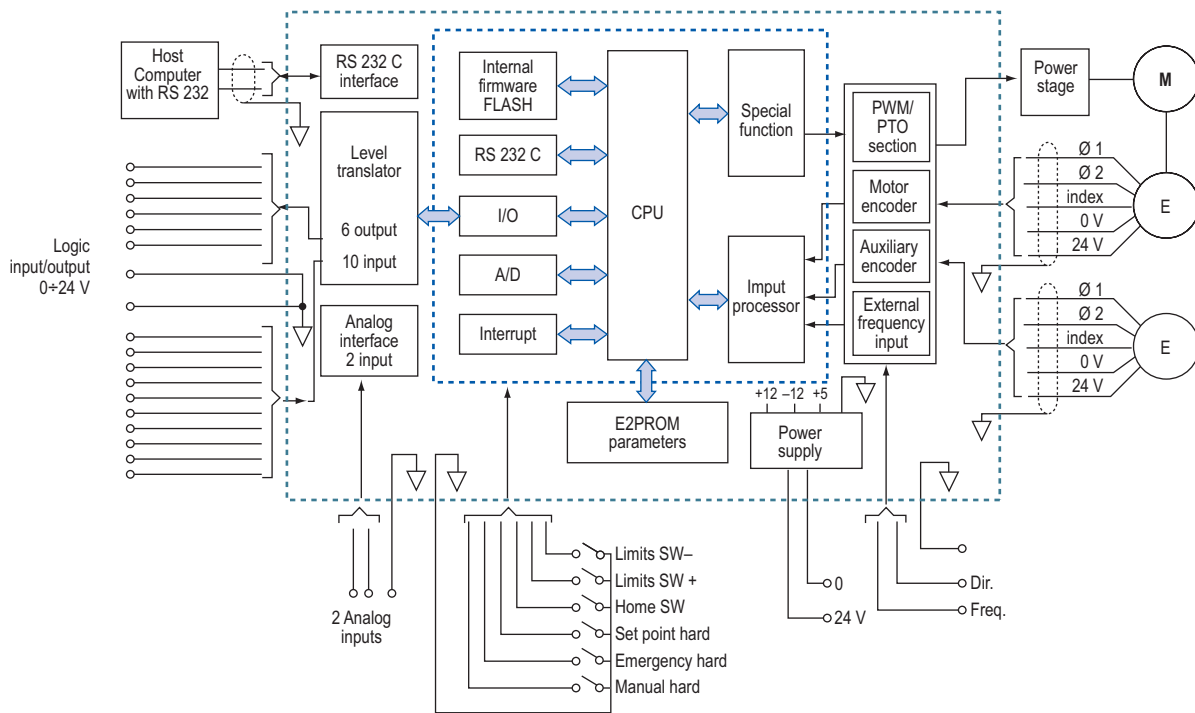 Host
Computer
with RS 232
RS 232 C
interface
Level
translator
6 output
10 input
Analog
interface
2 input
Logic
input/output
0÷24 V
Internal
firmware
FLASH
RS 232 C
I/O
A/D
Interrupt
CPU
Special
function
Imput
processor
E2PROM
parameters
PWM/
PTO
section
Motor
encoder
Auxiliary
encoder
External
frequency
input
Power
stage
M
Ø 1
Ø 2
index
0 V
24 V
E
Ø 1
Ø 2
index
0 V
24 V
E
+12 –12 +5
Power
supply
0
24 V
Dir.
Freq.
2 Analog
inputs
Limits SW–
Limits SW +
Home SW
Set point hard
Emergency hard
Manual hard